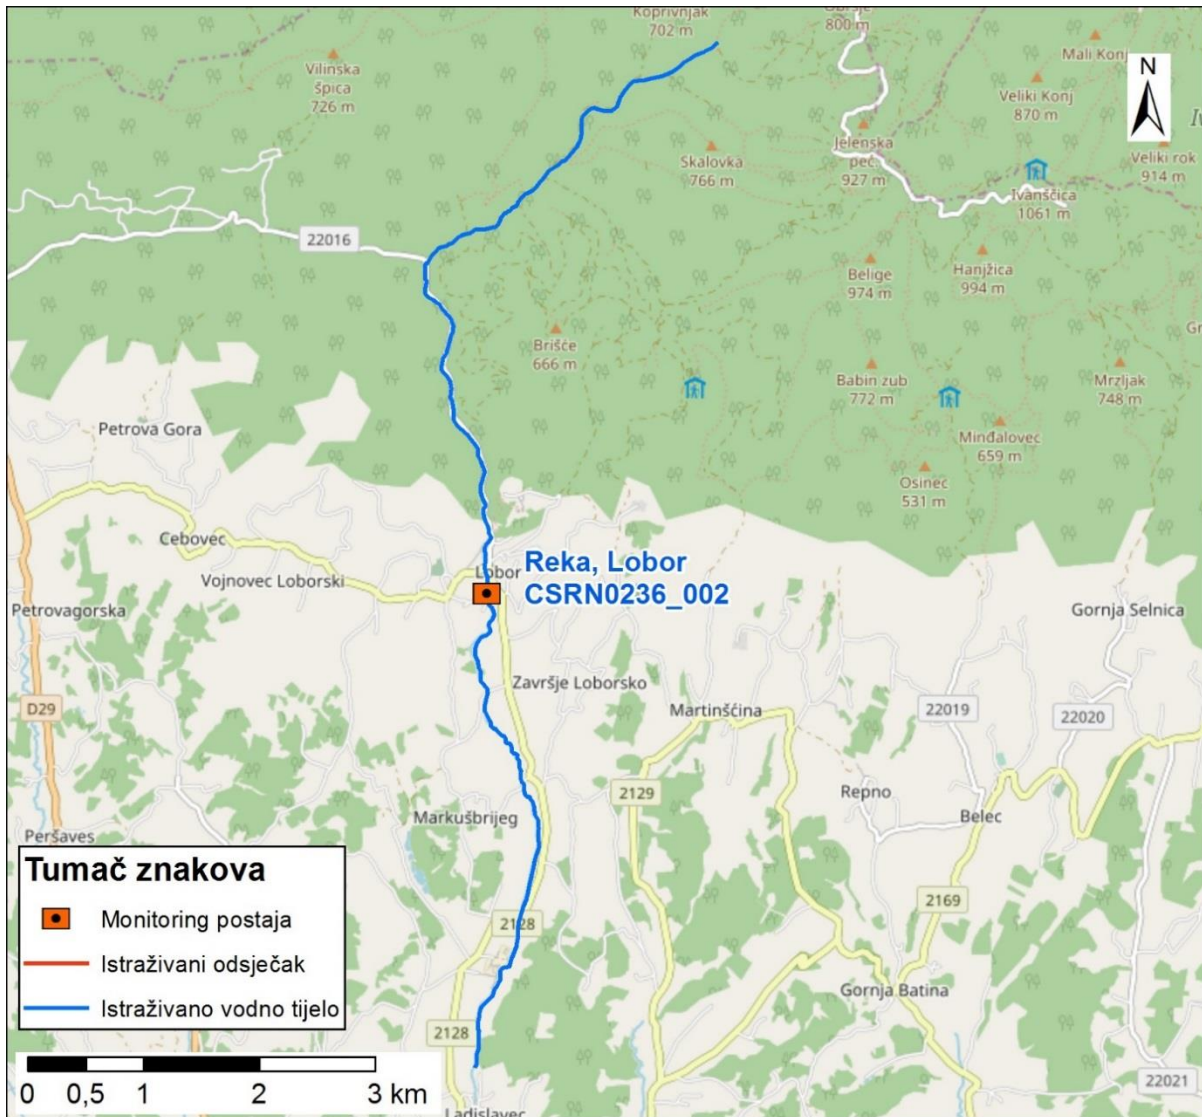 Koprivnjak
702 m
800 m
Mali Konj
Vilinska
špica
726 m
N
Veliki Konj
870 m
Jelenska
peć
927 m
Skalovka
766 m
Veliki rok
914 m
Ivanščica
1061 m
22016
Belige
974 m
Hanjžica
994 m
Brišće
666 m
Babin zub
772 m
Mrzljak
748 m
Petrova Gora
Minđalovec
659 m
Osinec
531 m
Cebovec
Reka, Lobor
CSRN0236_002
Lobor
Vojnovec Loborski
Petrovagorska
Gornja Selnica
Završje Loborsko
D29
Martinšćina
22019
22020
2129
Repno
Markušbrijeg
Belec
Peršaves
Tumač znakova
Monitoring postaja
Istraživani odsječak
Istraživano vodno tijelo
2169
2128
Gornja Batina
2128
22021
0 0,5 1 2 3 km
Ladislavec